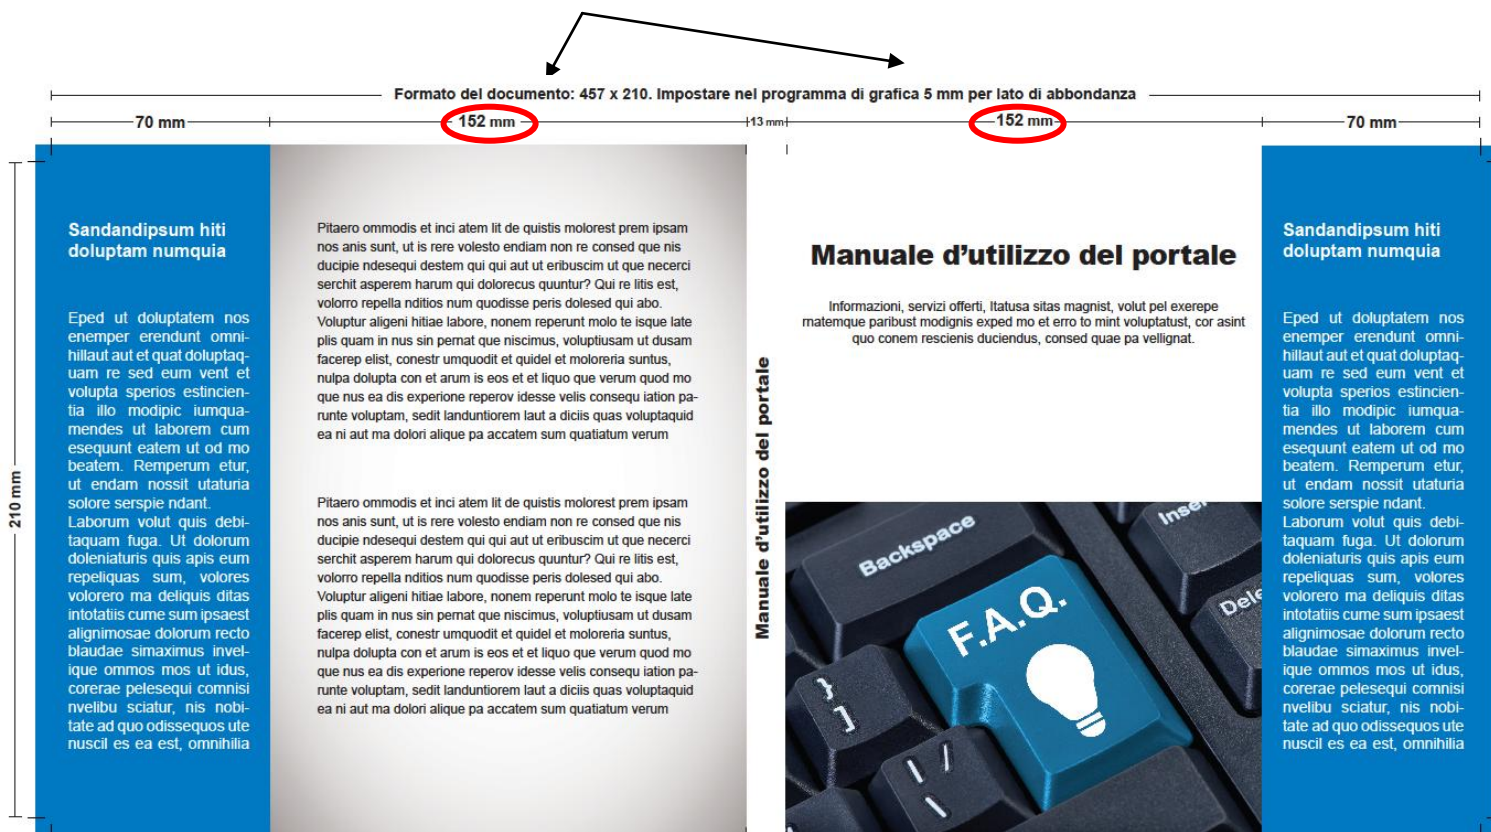 Formato del documento: 457 x 210. Impostare nel programma di grafica 5 mm per lato di abbondanza
70 mm
152 mm
13 mm
152 mm
70 mm
210 mm
Sandandipsum hiti
doluptam numquia
Eped ut doluptatem nos
enemper erendunt omni-
hillaut aut et quat doluptaq-
uam re sed eum vent et
volupta sperios estincien-
tia illo modipic iumqua-
mendes ut laborem cum
esequunt eatem ut od mo
beatem. Remperum etur,
ut endam nossit utaturia
solore serspie ndant.
Laborum volut quis debi-
taquam fuga. Ut dolorum
doleniaturis quis apis eum
repeliquas sum, volores
volorero ma deliquis ditas
intotatiis cume sum ipsaest
alignimosae dolorum recto
blaudae simaximus invel-
ique ommos mos ut idus,
corerae pelesequi comnisi
nvelibu sciatur, nis nobi-
tate ad quo odissequos ute
nuscil es ea est, omnihilia
Pitaero ommodis et inci atem lit de quistis molorest prem ipsam
nos anis sunt, ut is rere volesto endiam non re consed que nis
ducipie ndesequi destem qui qui aut ut eribuscim ut que necerci
serchit asperem harum qui dolorecus quuntur? Qui re litis est,
volorro repella nditios num quodisse peris dolesed qui abo.
Voluptur aligeni hitiae labore, nonem reperunt molo te isque late
plis quam in nus sin pernat que niscimus, voluptiusam ut dusam
facerep elist, conestr umquodit et quidel et moloreria suntus,
nulpa dolupta con et arum is eos et et liquo que verum quod mo
que nus ea dis experione reperov idesse velis consequ iation pa-
runte voluptam, sedit landuntiorem laut a diciis quas voluptaquid
ea ni aut ma dolori alique pa accatem sum quatiatum verum
Pitaero ommodis et inci atem lit de quistis molorest prem ipsam
nos anis sunt, ut is rere volesto endiam non re consed que nis
ducipie ndesequi destem qui qui aut ut eribuscim ut que necerci
serchit asperem harum qui dolorecus quuntur? Qui re litis est,
volorro repella nditios num quodisse peris dolesed qui abo.
Voluptur aligeni hitiae labore, nonem reperunt molo te isque late
plis quam in nus sin pernat que niscimus, voluptiusam ut dusam
facerep elist, conestr umquodit et quidel et moloreria suntus,
nulpa dolupta con et arum is eos et et liquo que verum quod mo
que nus ea dis experione reperov idesse velis consequ iation pa-
runte voluptam, sedit landuntiorem laut a diciis quas voluptaquid
ea ni aut ma dolori alique pa accatem sum quatiatum verum
Manuale d'utilizzo del portale
Manuale d'utilizzo del portale
Informazioni, servizi offerti, Itatusa sitas magnist, volut pel exerepe
matemque paribust modignis exped mo et erro to mint voluptatust, cor asint
quo conem rescienis duciendus, consed quae pa vellignat.
Backspace
Inser
Dele
F.A.Q.
}
]
| /
\
Sandandipsum hiti
doluptam numquia
Eped ut doluptatem nos
enemper erendunt omni-
hillaut aut et quat doluptaq-
uam re sed eum vent et
volupta sperios estincien-
tia illo modipic iumqua-
mendes ut laborem cum
esequunt eatem ut od mo
beatem. Remperum etur,
ut endam nossit utaturia
solore serspie ndant.
Laborum volut quis debi-
taquam fuga. Ut dolorum
doleniaturis quis apis eum
repeliquas sum, volores
volorero ma deliquis ditas
intotatiis cume sum ipsaest
alignimosae dolorum recto
blaudae simaximus invel-
ique ommos mos ut idus,
corerae pelesequi comnisi
nvelibu sciatur, nis nobi-
tate ad quo odissequos ute
nuscil es ea est, omnihilia